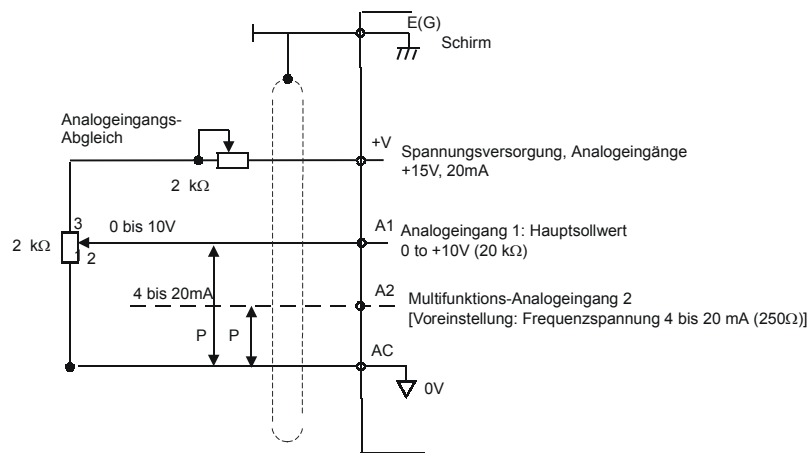 E(G)
Schirm
Analogeingangs-
Abgleich
+V
Spannungsversorgung, Analogeingänge
+15V, 20mA
2 kΩ
3
0 bis 10V
A1
Analogeingang 1: Hauptsollwert
0 to +10V (20 kΩ)
2 kΩ
1
2
4 bis 20mA
A2
Multifunktions-Analogeingang 2
[Voreinstellung: Frequenzspannung 4 bis 20 mA (250Ω)]
P
P
AC
0V